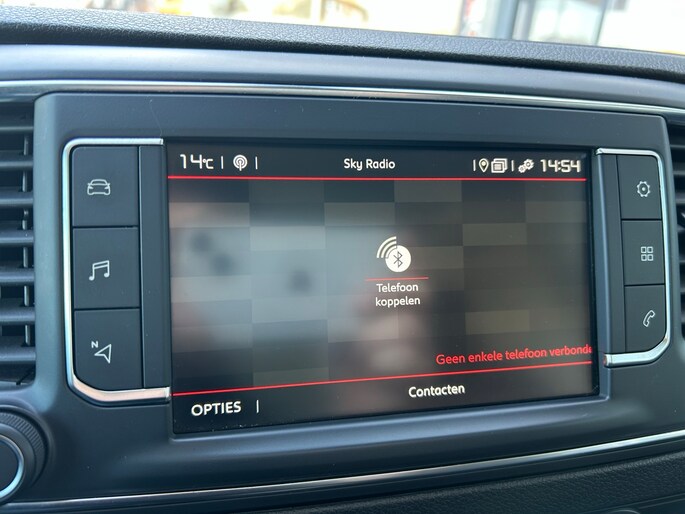 14°C
Sky Radio
14:54
Telefoon
koppelen
Geen enkele telefoon verbonde
Contacten
OPTIES
N